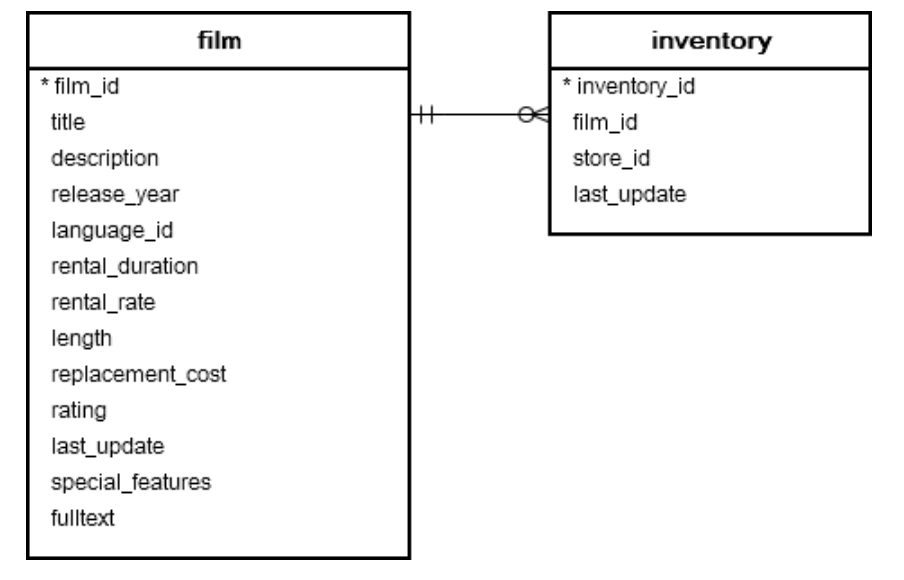 film
* film_id
title
description
release_year
language_id
rental_duration
rental_rate
length
replacement_cost
rating
last_update
special_features
fulltext
inventory
* inventory_id
film_id
store_id
last_update